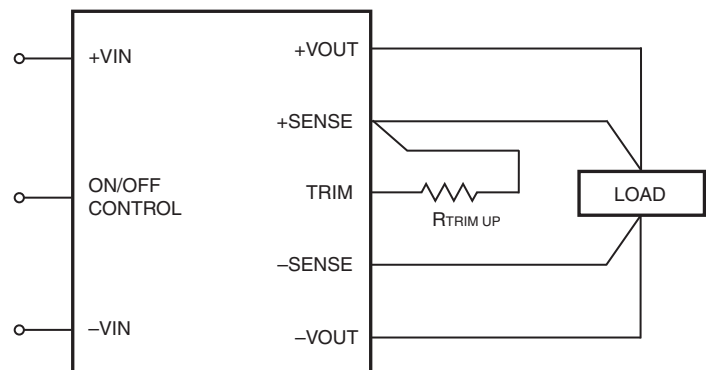 +VIN
ON/OFF
CONTROL
–VIN
+VOUT
+SENSE
TRIM
–SENSE
–VOUT
RTRIM UP
LOAD